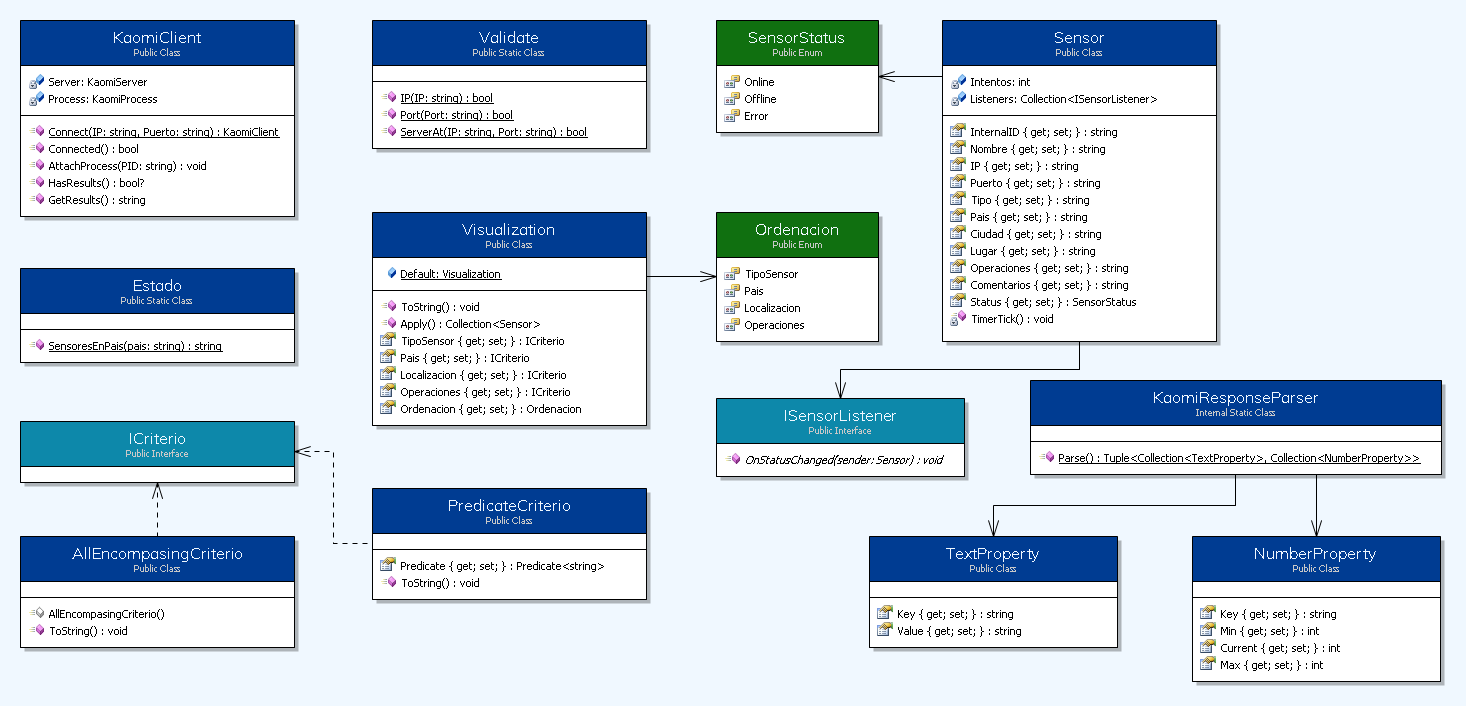 KaomiClient
Public Class
Server: KaomiServer
Process: KaomiProcess
Connect(IP: string, Puerto: string) : KaomiClient
Connected() : bool
AttachProcess(PID: string) : void
HasResults() : bool?
GetResults() : string
Validate
Public Static Class
IP(IP: string) : bool
Port(Port: string) : bool
ServerAt(IP: string, Port: string) : bool
SensorStatus
Public Enum
Online
Offline
Error
Sensor
Public Class
Intentos: int
Listeners: Collection<ISensorListener>
InternalID { get; set; } : string
Nombre { get; set; } : string
IP { get; set; } : string
Puerto { get; set; } : string
Tipo { get; set; } : string
Pais { get; set; } : string
Ciudad { get; set; } : string
Lugar { get; set; } : string
Operaciones { get; set; } : string
Comentarios { get; set; } : string
Status { get; set; } : SensorStatus
TimerTick() : void
Visualization
Public Class
Default: Visualization
ToString() : void
Apply() : Collection<Sensor>
TipoSensor { get; set; } : ICriterio
Pais { get; set; } : ICriterio
Localizacion { get; set; } : ICriterio
Operaciones { get; set; } : ICriterio
Ordenacion { get; set; } : Ordenacion
Ordenacion
Public Enum
TipoSensor
Pais
Localizacion
Operaciones
Estado
Public Static Class
SensoresEnPais(pais: string) : string
ISensorListener
Public Interface
OnStatusChanged(sender: Sensor) : void
KaomiResponseParser
Internal Static Class
Parse() : Tuple<Collection<TextProperty>, Collection<NumberProperty>>
ICriterio
Public Interface
PredicateCriterio
Public Class
Predicate { get; set; } : Predicate<string>
ToString() : void
AllEncompasingCriterio
Public Class
AllEncompasingCriterio()
ToString() : void
TextProperty
Public Class
Key { get; set; } : string
Value { get; set; } : string
NumberProperty
Public Class
Key { get; set; } : string
Min { get; set; } : int
Current { get; set; } : int
Max { get; set; } : int